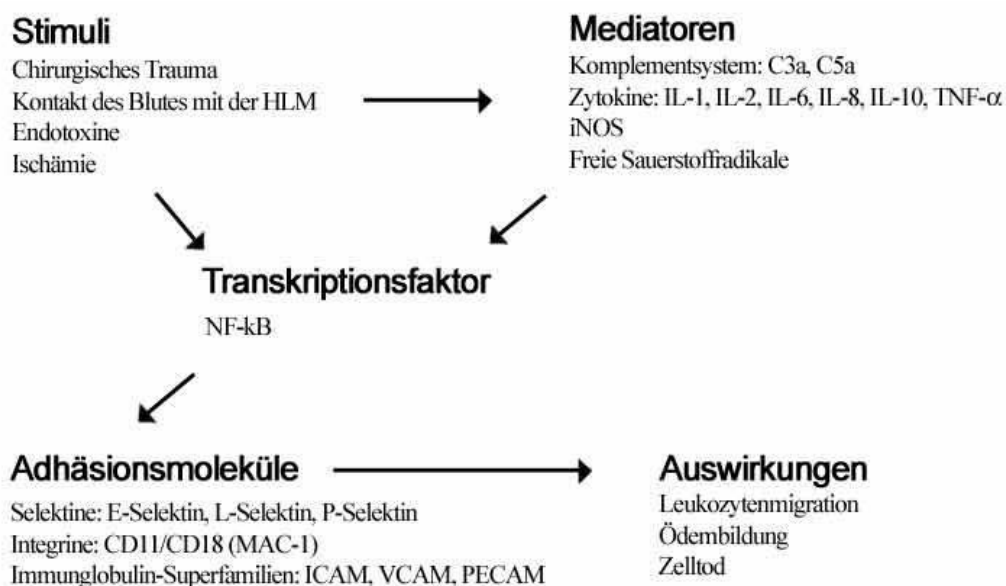 Stimuli
Chirurgisches Trauma
Kontakt des Blutes mit der HLM
Endotoxine
Ischämie
Mediatoren
Komplementsystem: C3a, C5a
Zytokine: IL-1, IL-2, IL-6, IL-8, IL-10, TNF-α
iNOS
Freie Sauerstoffradikale
Transkriptionsfaktor
NF-kB
Adhäsionsmoleküle
Selektine: E-Selektin, L-Selektin, P-Selektin
Integrine: CD11/CD18 (MAC-1)
Immunglobulin-Superfamilien: ICAM, VCAM, PECAM
Auswirkungen
Leukozytenmigration
Ödembildung
Zelltod